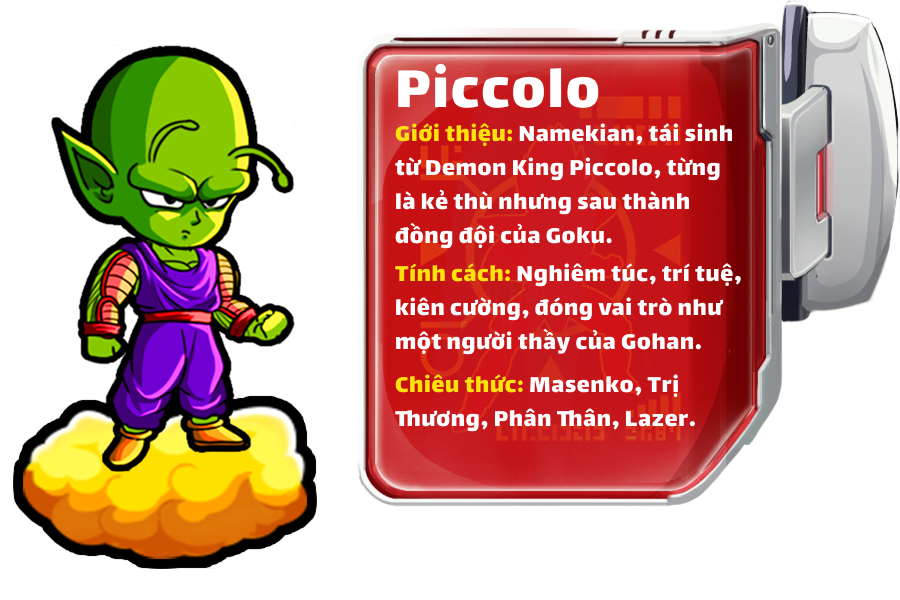 Piccolo
Giới thiệu: Namekian, tái sinh
từ Demon King Piccolo, từng
là kẻ thù nhưng sau thành
đồng đội của Goku.
Tính cách: Nghiêm túc, trí tuệ,
kiên cường, đóng vai trò như
một người thầy của Gohan.
Chiêu thức: Masenko, Trị
Thương, Phân Thân, Lazer.